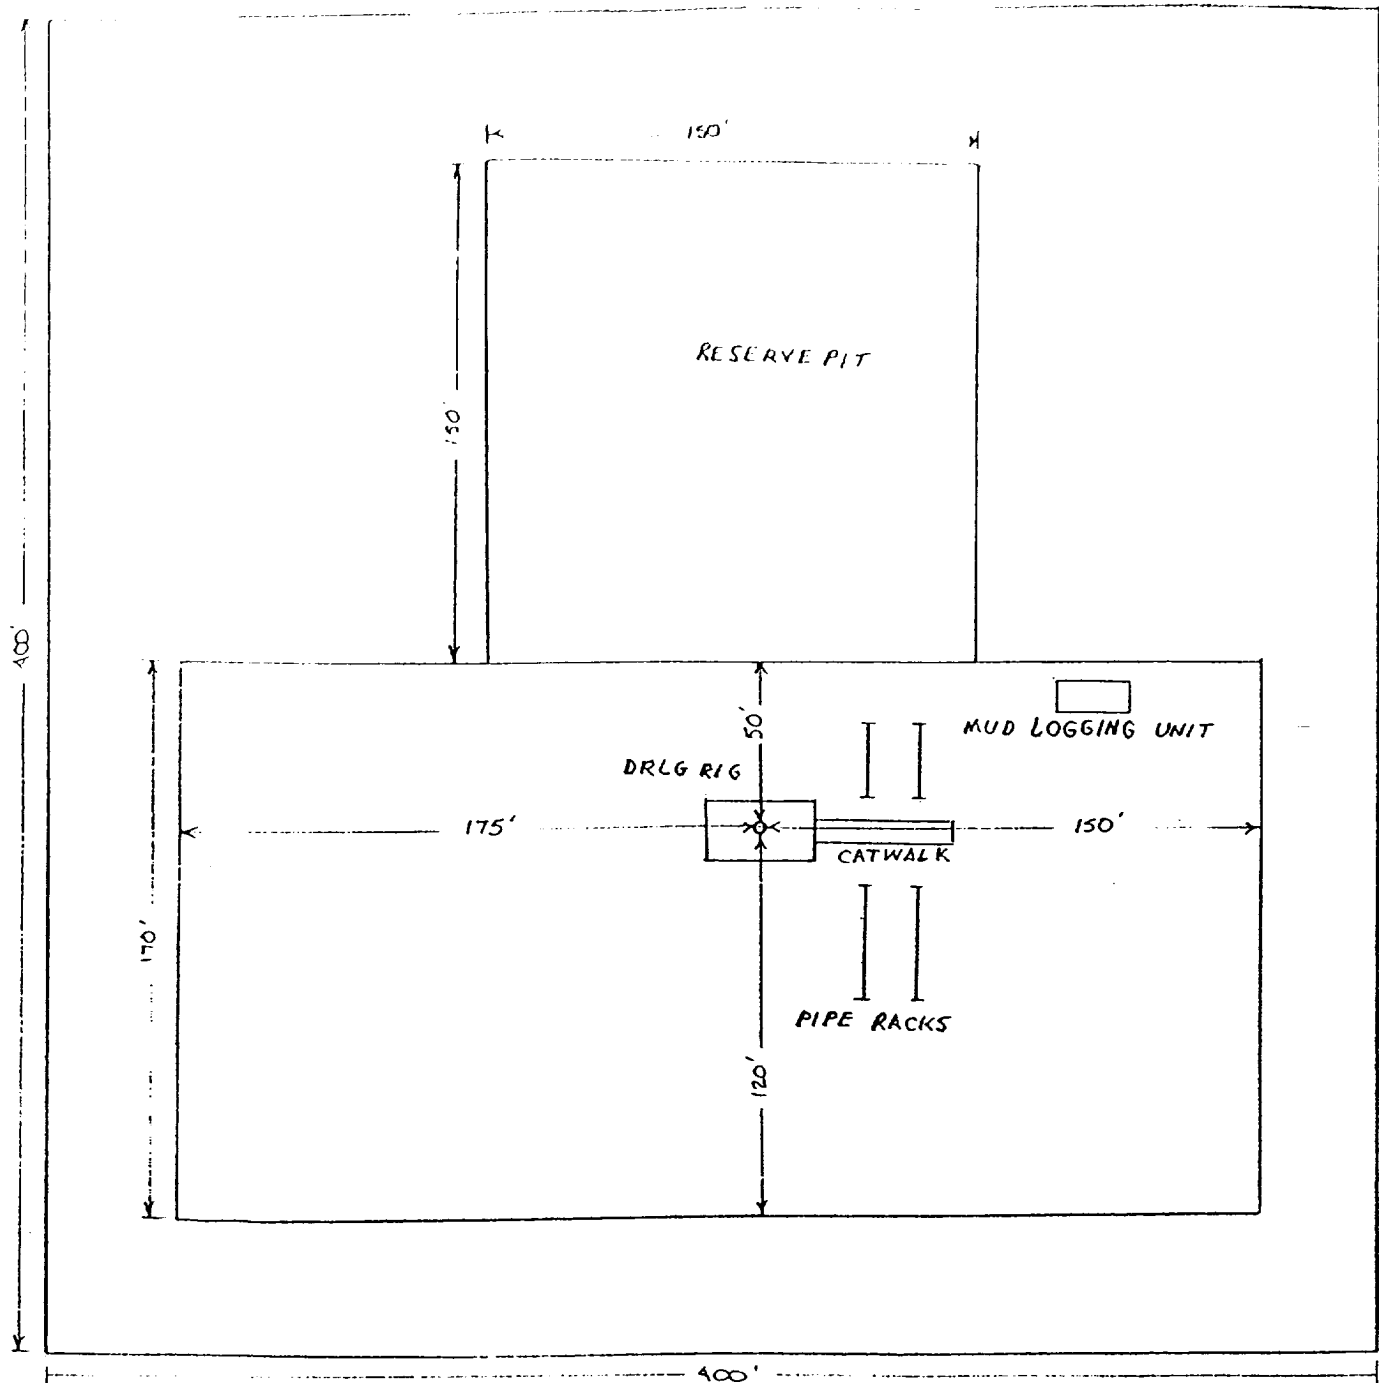 150'
RESERVE PIT
150'
400'
50'
MUD LOGGING UNIT
DRLG RIG
175'
150'
CATWALK
170'
PIPE RACKS
120'
400'